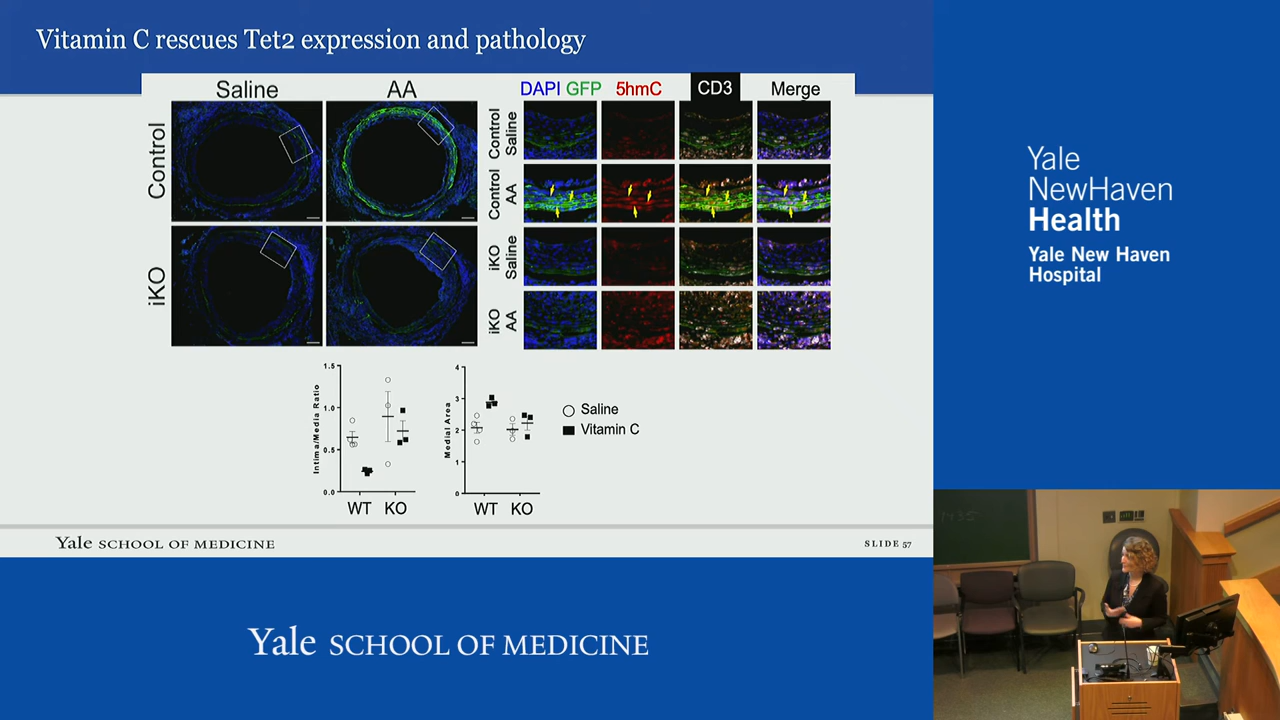 Vitamin C rescues Tet2 expression and pathology
Saline AA
Control
iKO
DAPI GFP 5hmC CD3 Merge
Control Saline
Control AA
iKO Saline
iKO AA
Intima/Media Ratio
1.5
1.0
0.5
0.0
WT KO
Medial Area
4
3
2
1
0
WT KO
Saline
Vitamin C
Yale SCHOOL OF MEDICINE
SLIDE 57
Yale
NewHaven
Health
Yale New Haven
Hospital
Yale SCHOOL OF MEDICINE